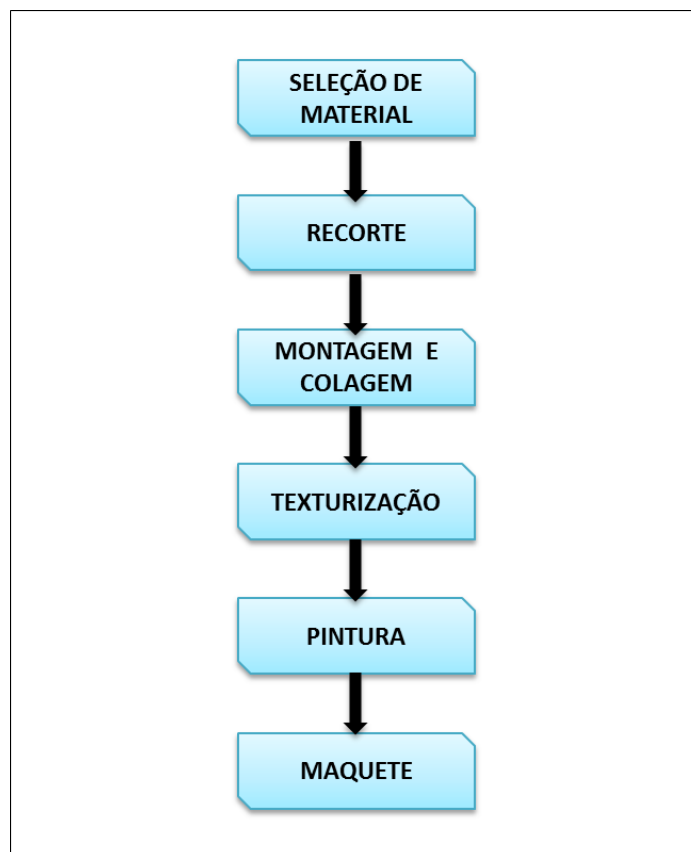 SELEÇÃO DE
MATERIAL
RECORTE
MONTAGEM E
COLAGEM
TEXTURIZAÇÃO
PINTURA
MAQUETE